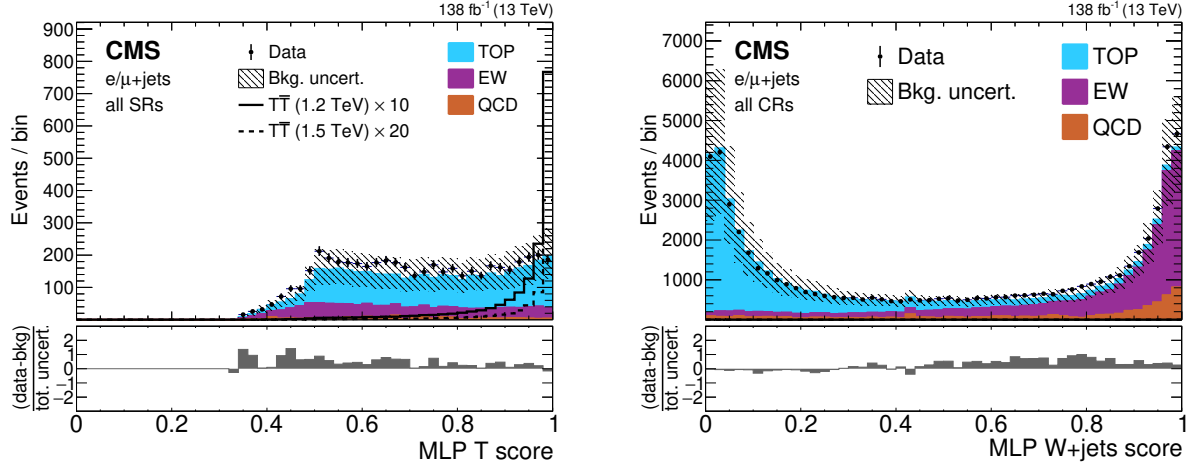 138 fb⁻¹ (13 TeV)
CMS
e/μ+jets
all SRs
Data
Bkg. uncert.
TT̅ (1.2 TeV) × 10
TT̅ (1.5 TeV) × 20
TOP
EW
QCD
Events / bin
900
800
700
600
500
400
300
200
100
(data-bkg)
tot. uncert.
2
1
0
−1
−2
0 0.2 0.4 0.6 0.8 1
MLP T score
138 fb⁻¹ (13 TeV)
CMS
e/μ+jets
all CRs
Data
Bkg. uncert.
TOP
EW
QCD
Events / bin
7000
6000
5000
4000
3000
2000
1000
(data-bkg)
tot. uncert.
2
1
0
−1
−2
0 0.2 0.4 0.6 0.8 1
MLP W+jets score